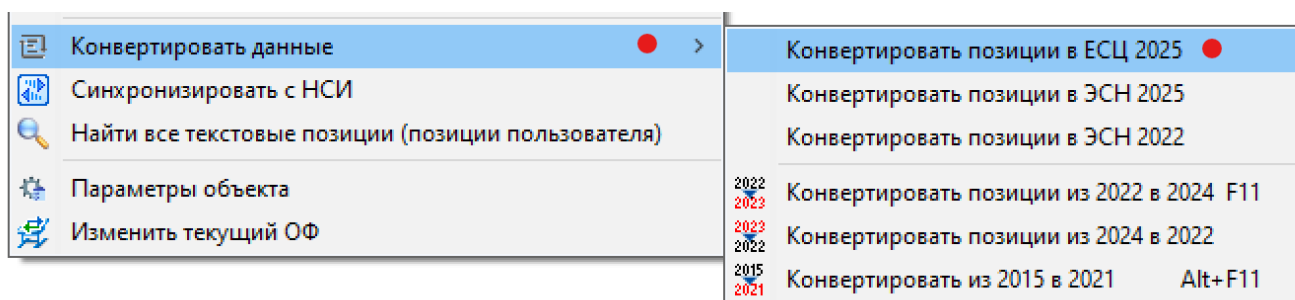 Конвертировать данные
Синхронизировать с НСИ
Найти все текстовые позиции (позиции пользователя)
Параметры объекта
Изменить текущий ОФ
Конвертировать позиции в ЕСЦ 2025
Конвертировать позиции в ЭСН 2025
Конвертировать позиции в ЭСН 2022
2022
2023
Конвертировать позиции из 2022 в 2024 F11
2023
2022
Конвертировать позиции из 2024 в 2022
2015
2021
Конвертировать из 2015 в 2021 Alt+F11